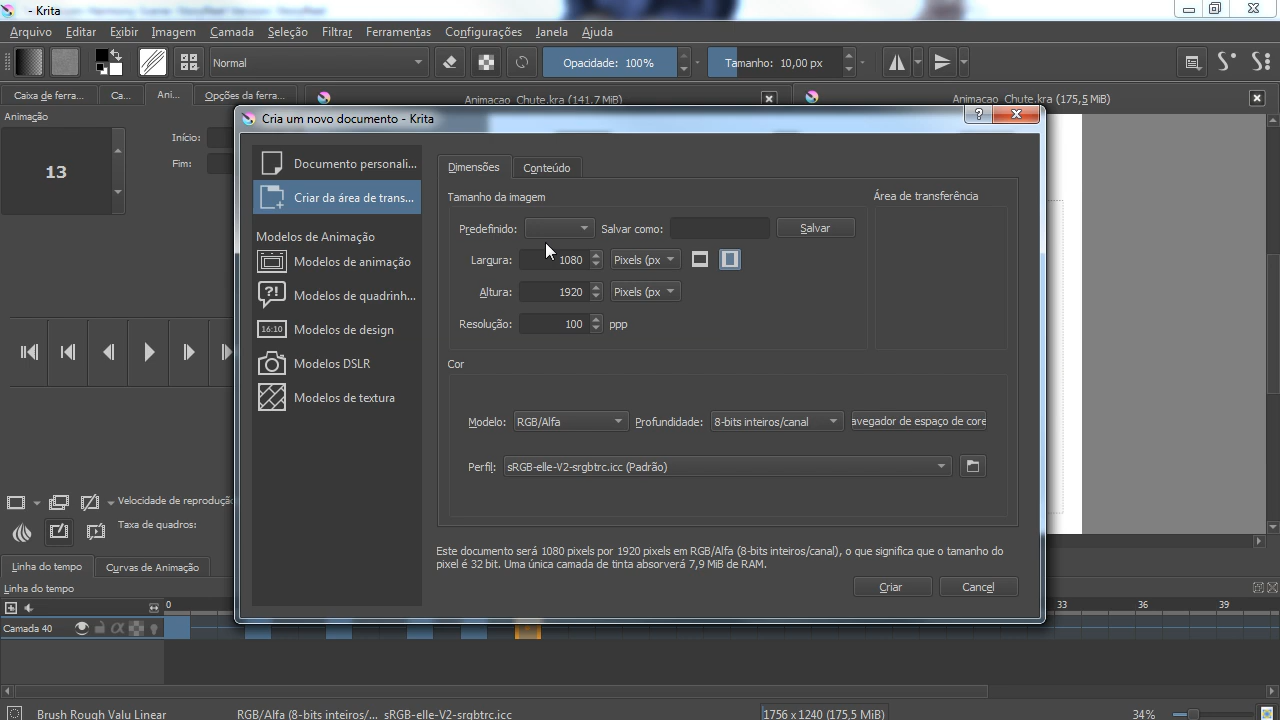 - Krita
Arquivo Editar Exibir Imagem Camada Seleção Filtrar Ferramentas Configurações Janela Ajuda
Normal Opacidade: 100% Tamanho: 10,00 px
Caixa de ferra... Ca... Ani... Opções da ferra... Animacao_Chute.kra (141,7 MiB) Animacao_Chute.kra (175,5 MiB)
Animação
Início:
Fim:
13
Cria um novo documento - Krita
Documento personali...
Criar da área de trans...
Modelos de Animação
Modelos de animação
Modelos de quadrinh...
16:10 Modelos de design
Modelos DSLR
Modelos de textura
Dimensões Conteúdo
Tamanho da imagem Área de transferência
Predefinido: Salvar como: Salvar
Largura: 1080 Pixels (px
Altura: 1920 Pixels (px
Resolução: 100 ppp
Cor
Modelo: RGB/Alfa Profundidade: 8-bits inteiros/canal avegador de espaço de core
Perfil: sRGB-elle-V2-srgbtrc.icc (Padrão)
Este documento será 1080 pixels por 1920 pixels em RGB/Alfa (8-bits inteiros/canal), o que significa que o tamanho do
pixel é 32 bit. Uma única camada de tinta absorverá 7,9 MiB de RAM.
Criar Cancel
Velocidade de reproduçã
Taxa de quadros:
Linha do tempo Curvas de Animação
Linha do tempo
0 33 36 39
Camada 40
Brush Rough Valu Linear RGB/Alfa (8-bits inteiros/... sRGB-elle-V2-srgbtrc.icc 1756 x 1240 (175,5 MiB) 34%